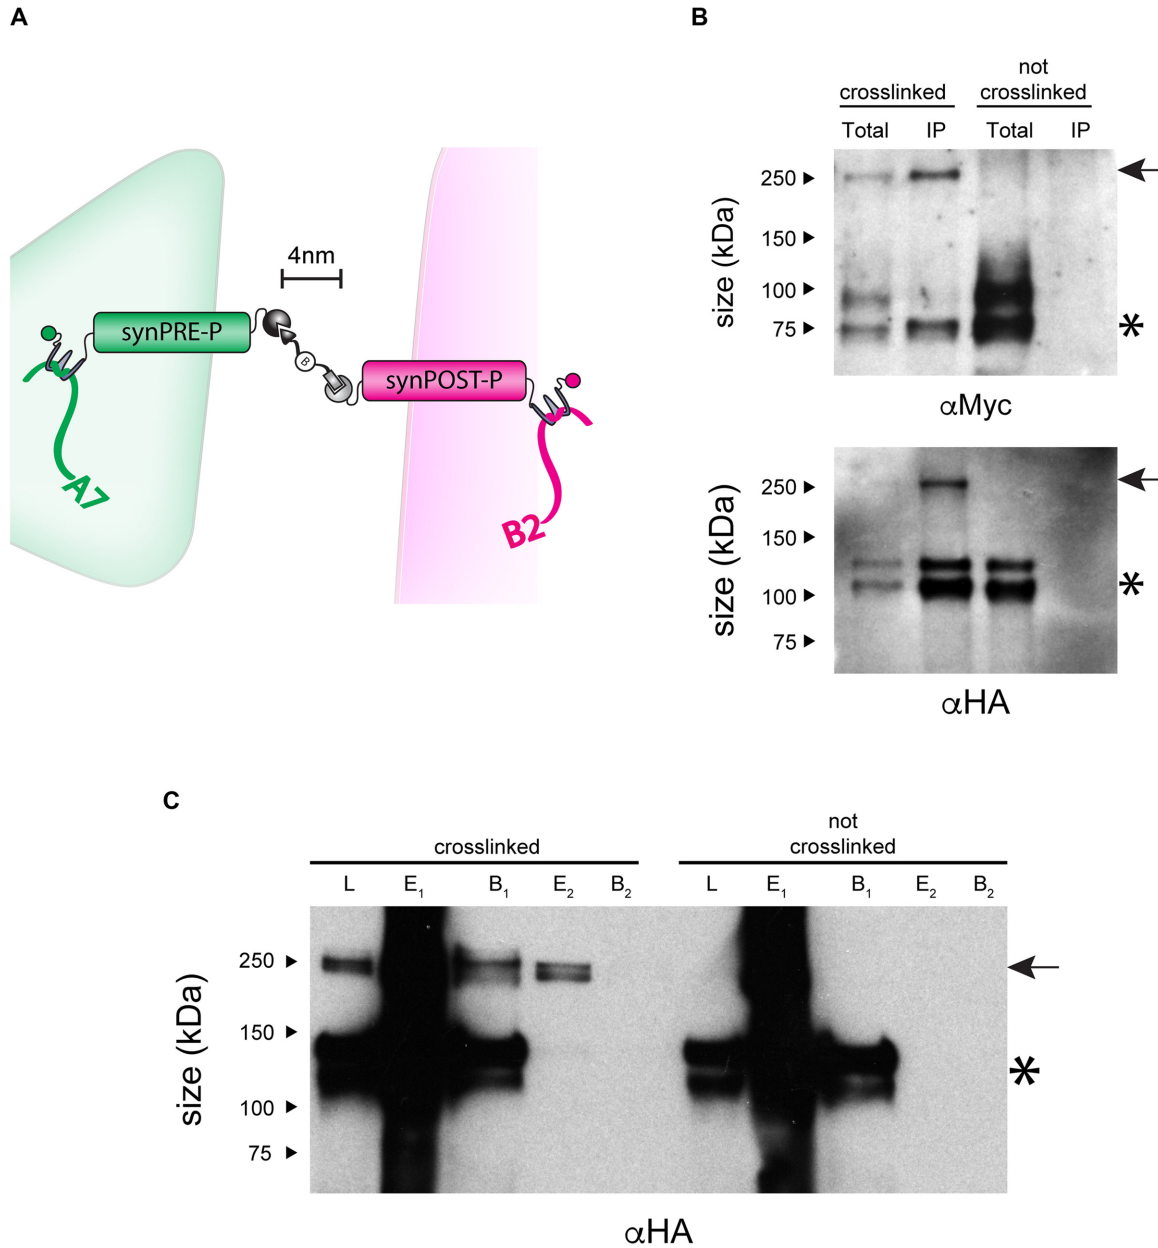 A
4nm
synPRE-P
B
synPOST-P
A7
B2
B
not
crosslinked crosslinked
Total IP Total IP
250
150
100
75
size (kDa)
*
αMyc
250
150
100
75
size (kDa)
*
αHA
C
not
crosslinked crosslinked
L E₁ B₁ E₂ B₂ L E₁ B₁ E₂ B₂
250
150
100
75
size (kDa)
*
αHA